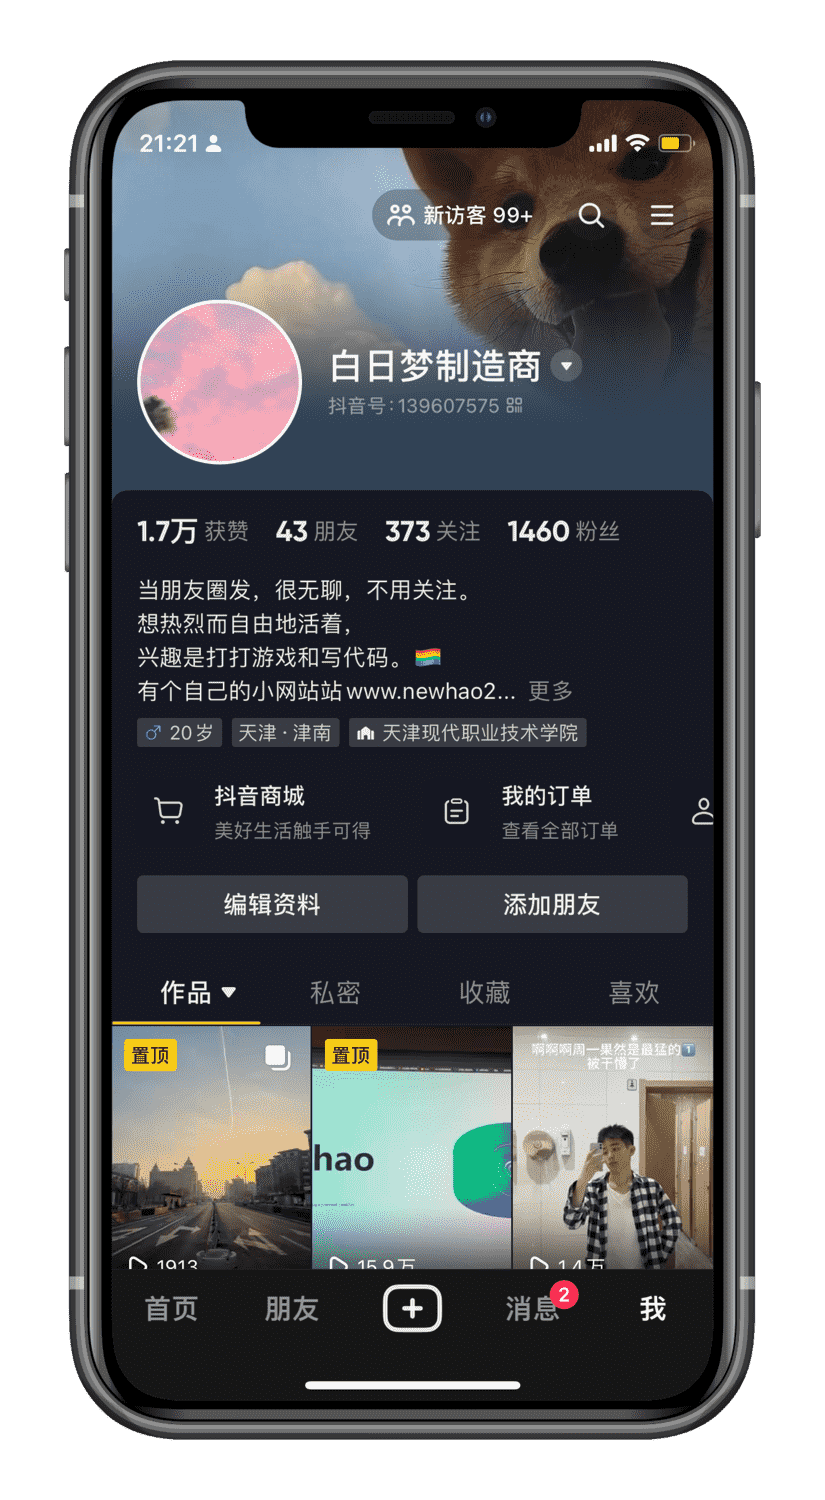 21:21
新访客 99+
白日梦制造商
抖音号:139607575
1.7万 获赞 43 朋友 373 关注 1460 粉丝
当朋友圈发，很无聊，不用关注。
想热烈而自由地活着，
兴趣是打打游戏和写代码。
有个自己的小网站站www.newhao2... 更多
♂ 20岁 天津·津南 天津现代职业技术学院
抖音商城 我的订单
美好生活触手可得 查看全部订单
编辑资料 添加朋友
作品 私密 收藏 喜欢
置顶 置顶 啊啊啊周一果然是最猛的1
被干懵了
hao
1913 15.9万 1.4万
首页 朋友 消息 2 我